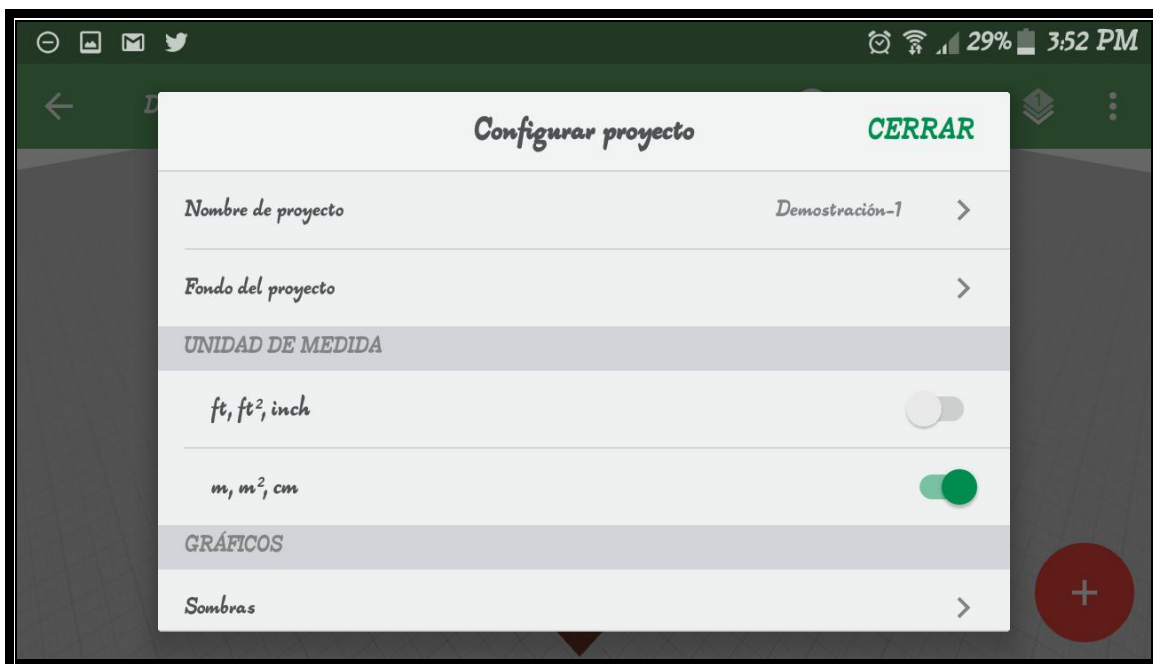 29% 3:52 PM
D
1
Configurar proyecto CERRAR
Nombre de proyecto Demostración-1
Fondo del proyecto
UNIDAD DE MEDIDA
ft, ft², inch
m, m², cm
GRÁFICOS
Sombras